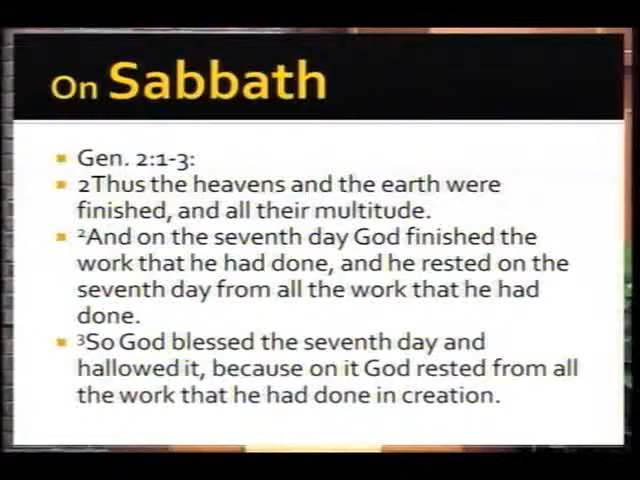 On Sabbath
Gen. 2:1-3:
2Thus the heavens and the earth were
finished, and all their multitude.
²And on the seventh day God finished the
work that he had done, and he rested on the
seventh day from all the work that he had
done.
³So God blessed the seventh day and
hallowed it, because on it God rested from all
the work that he had done in creation.